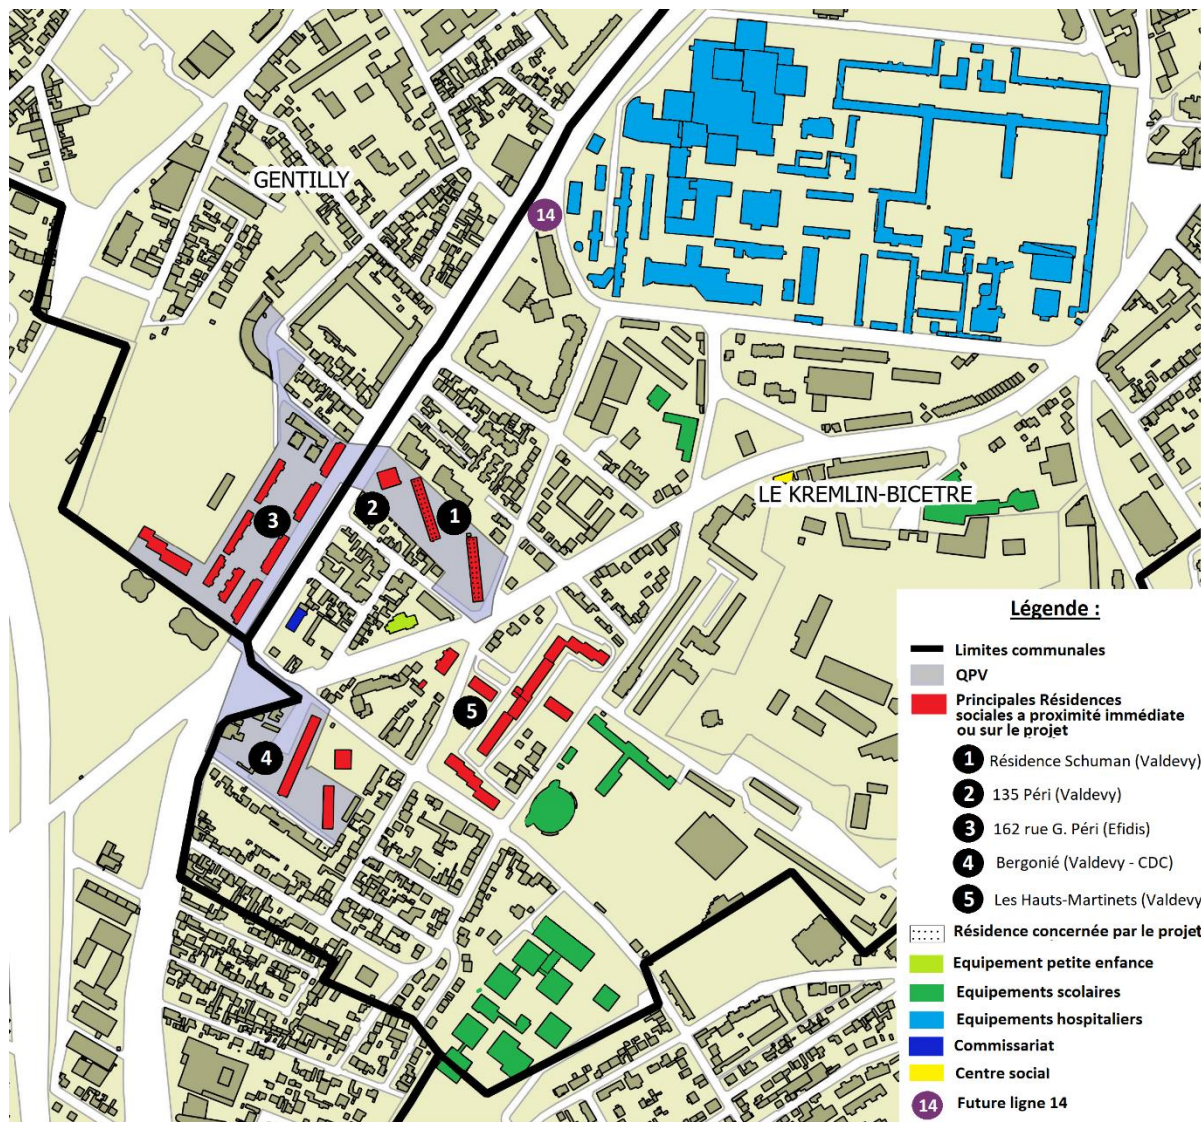 GENTILLY
14
LE KREMLIN-BICETRE
3
2
1
5
4
Légende :
Limites communales
QPV
Principales Résidences
sociales a proximité immédiate
ou sur le projet
1 Résidence Schuman (Valdevy)
2 135 Péri (Valdevy)
3 162 rue G. Péri (Efidis)
4 Bergonié (Valdevy - CDC)
5 Les Hauts-Martinets (Valdevy
Résidence concernée par le projet
Equipement petite enfance
Equipements scolaires
Equipements hospitaliers
Commissariat
Centre social
14 Future ligne 14